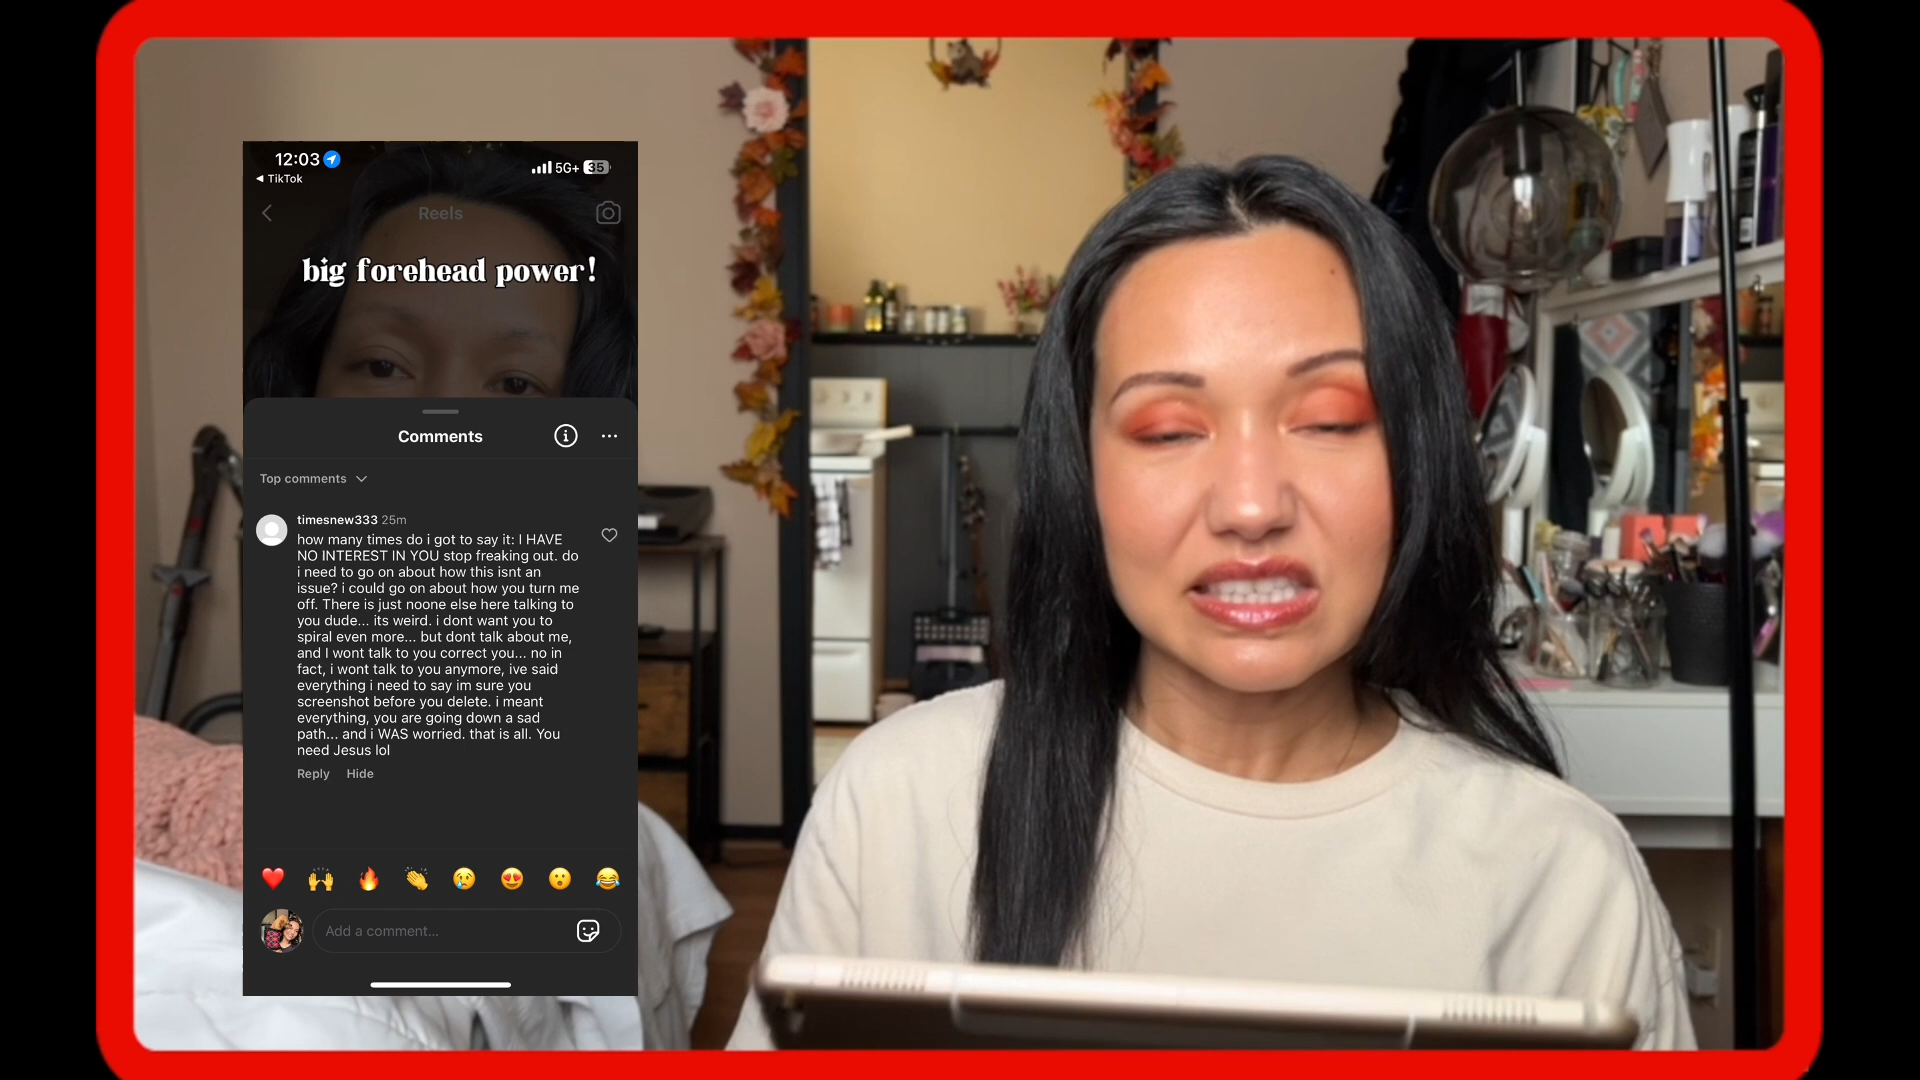 12:03
5G+ 35
◀ TikTok
Reels
big forehead power!
Comments
Top comments
timesnew333 25m
how many times do i got to say it: I HAVE
NO INTEREST IN YOU stop freaking out. do
i need to go on about how this isnt an
issue? i could go on about how you turn me
off. There is just noone else here talking to
you dude... its weird. i dont want you to
spiral even more... but dont talk about me,
and I wont talk to you correct you... no in
fact, i wont talk to you anymore, ive said
everything i need to say im sure you
screenshot before you delete. i meant
everything, you are going down a sad
path... and i WAS worried. that is all. You
need Jesus lol
Reply Hide
Add a comment...